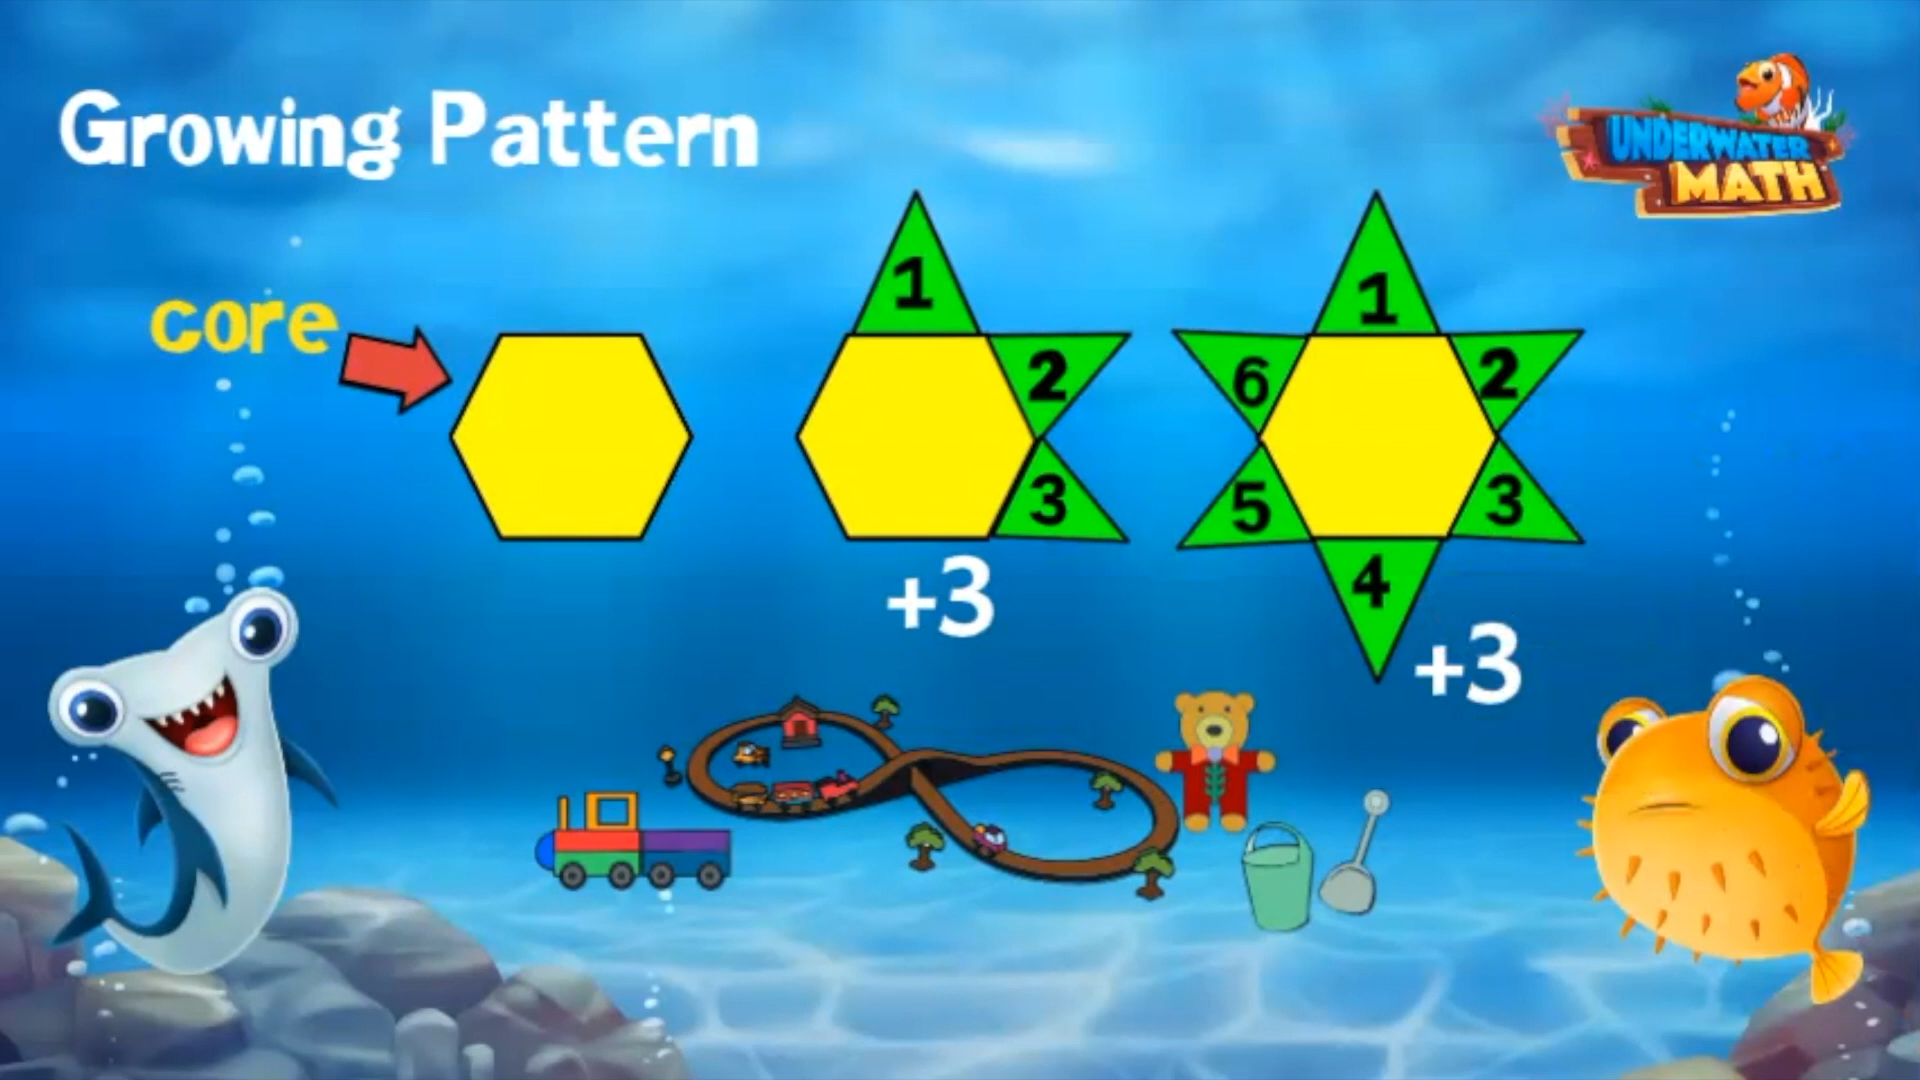 Growing Pattern
UNDERWATER
MATH
core
1
2
3
+3
1
2
3
4
5
6
+3